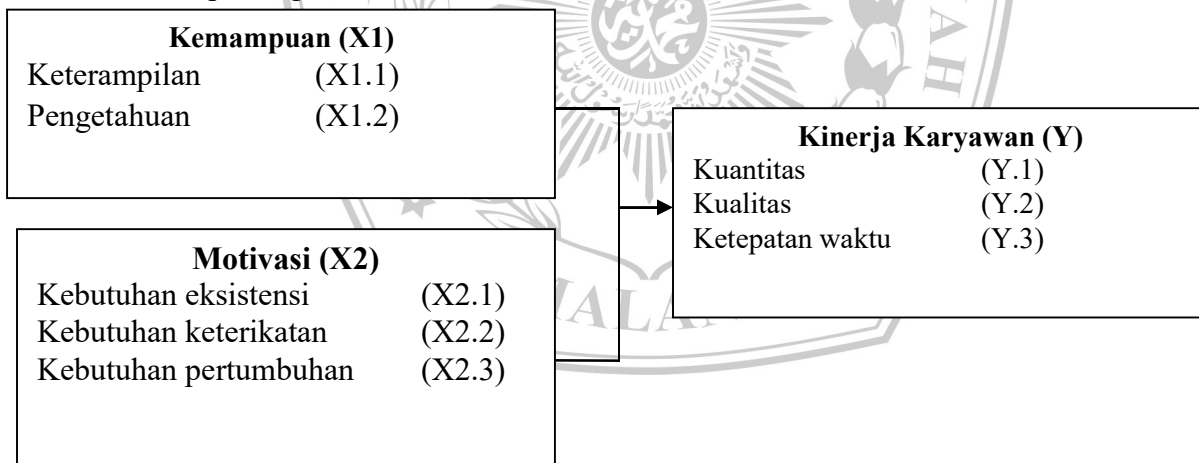 Kemampuan (X1)
Keterampilan (X1.1)
Pengetahuan (X1.2)
Kinerja Karyawan (Y)
Kuantitas (Y.1)
Kualitas (Y.2)
Ketepatan waktu (Y.3)
Motivasi (X2)
Kebutuhan eksistensi (X2.1)
Kebutuhan keterikatan (X2.2)
Kebutuhan pertumbuhan (X2.3)